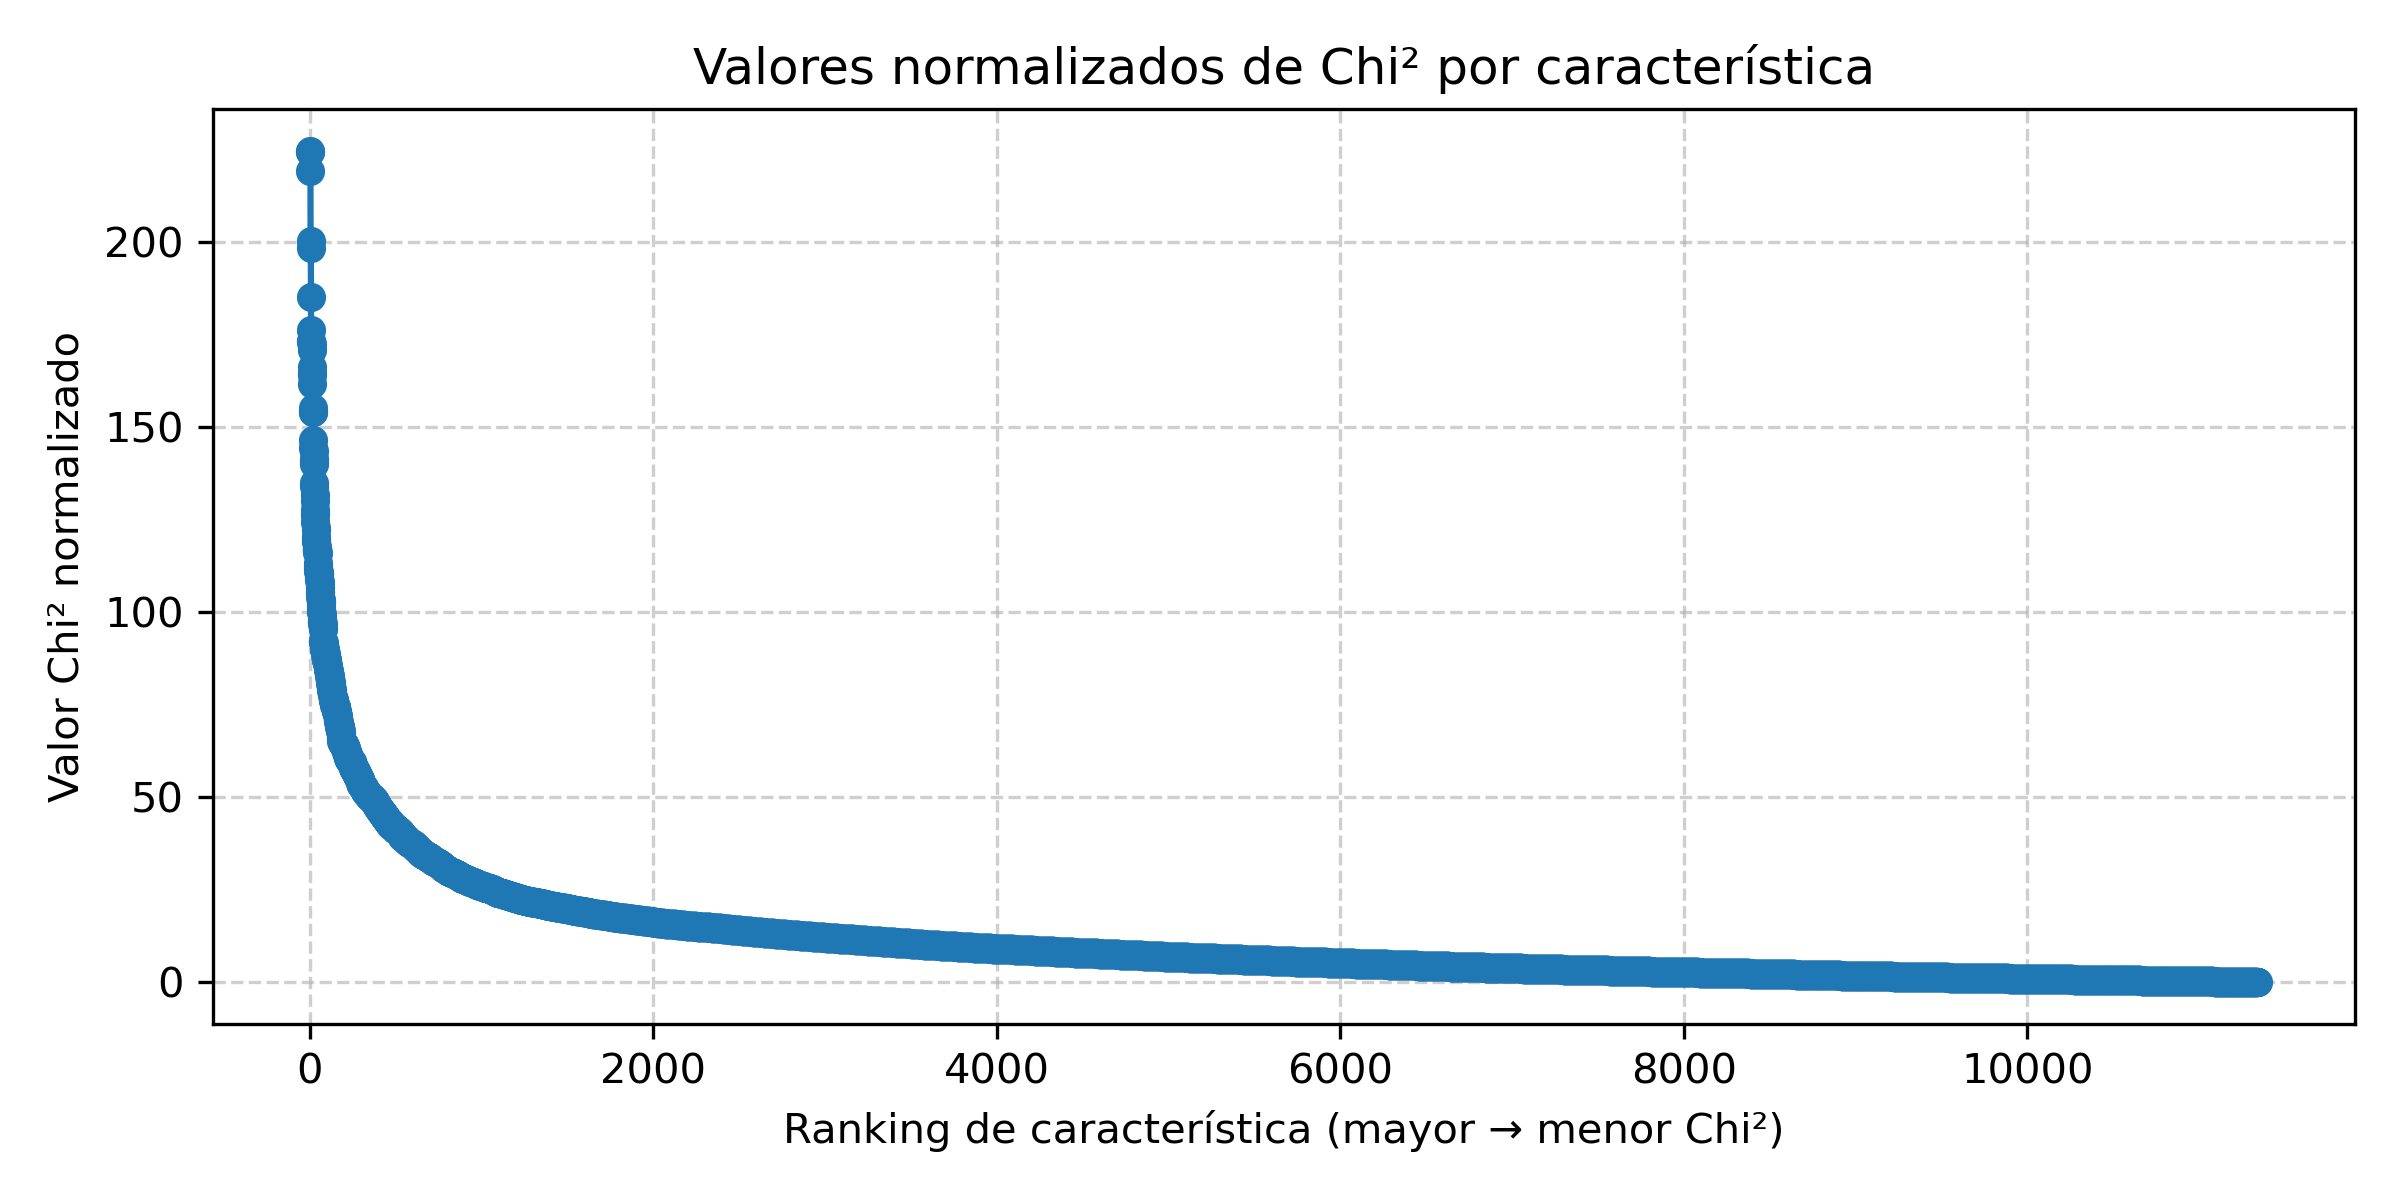 Valores normalizados de Chi² por característica
Valor Chi² normalizado
200
150
100
50
0
0 2000 4000 6000 8000 10000
Ranking de característica (mayor → menor Chi²)